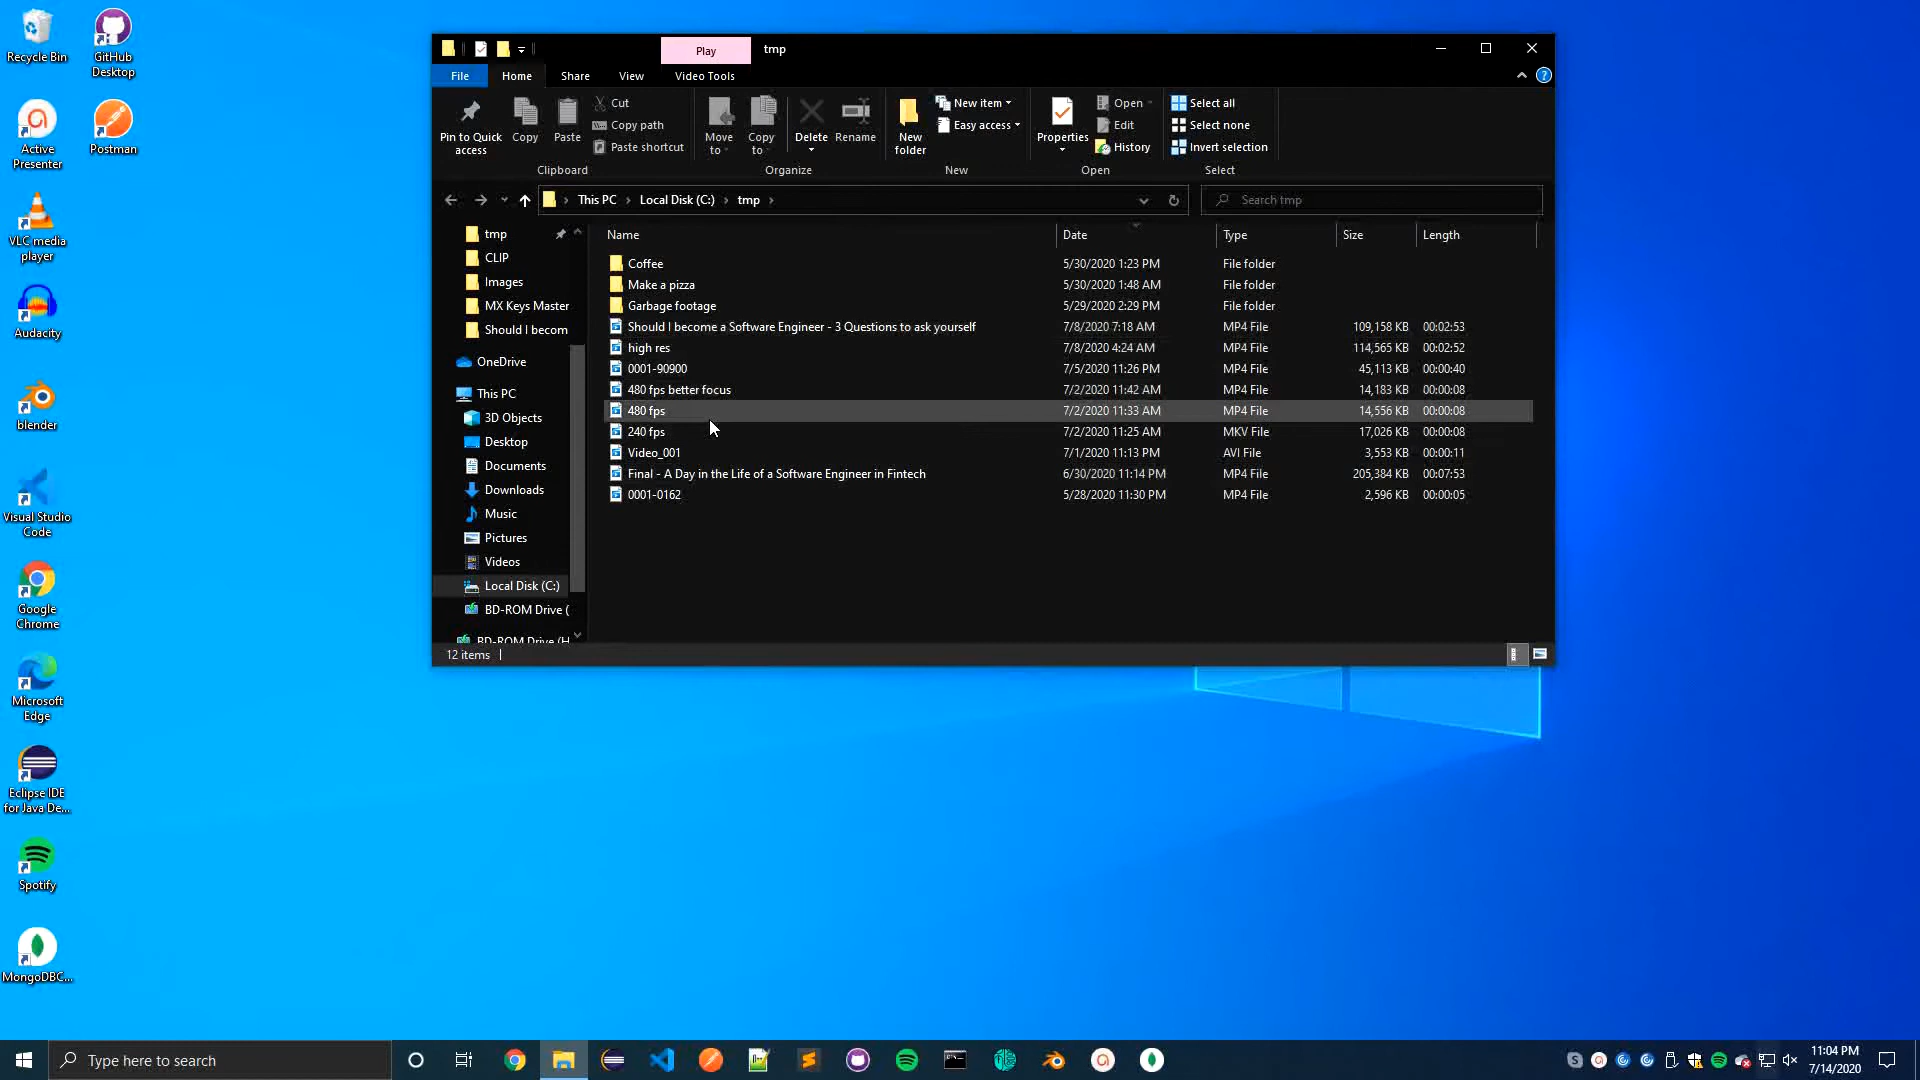 Recycle Bin
GitHub
Desktop
Active
Presenter
Postman
VLC media
player
Audacity
blender
Visual Studio
Code
Google
Chrome
Microsoft
Edge
Eclipse IDE
for Java De...
Spotify
MongoDBC...
Play
tmp
File
Home
Share
View
Video Tools
Pin to Quick
access
Copy
Paste
Cut
Copy path
Paste shortcut
Clipboard
Move
to
Copy
to
Delete
Rename
Organize
New
folder
New item
Easy access
New
Properties
Open
Edit
History
Open
Select all
Select none
Invert selection
Select
This PC
Local Disk (C:)
tmp
Search tmp
tmp
CLIP
Images
MX Keys Master
Should I becom
OneDrive
This PC
3D Objects
Desktop
Documents
Downloads
Music
Pictures
Videos
Local Disk (C:)
BD-ROM Drive (
BD-ROM Drive (H
Name Date Type Size Length
Coffee 5/30/2020 1:23 PM File folder
Make a pizza 5/30/2020 1:48 AM File folder
Garbage footage 5/29/2020 2:29 PM File folder
Should I become a Software Engineer - 3 Questions to ask yourself 7/8/2020 7:18 AM MP4 File 109,158 KB 00:02:53
high res 7/8/2020 4:24 AM MP4 File 114,565 KB 00:02:52
0001-90900 7/5/2020 11:26 PM MP4 File 45,113 KB 00:00:40
480 fps better focus 7/2/2020 11:42 AM MP4 File 14,183 KB 00:00:08
480 fps 7/2/2020 11:33 AM MP4 File 14,556 KB 00:00:08
240 fps 7/2/2020 11:25 AM MKV File 17,026 KB 00:00:08
Video_001 7/1/2020 11:13 PM AVI File 3,553 KB 00:00:11
Final - A Day in the Life of a Software Engineer in Fintech 6/30/2020 11:14 PM MP4 File 205,384 KB 00:07:53
0001-0162 5/28/2020 11:30 PM MP4 File 2,596 KB 00:00:05
12 items
Type here to search
11:04 PM
7/14/2020